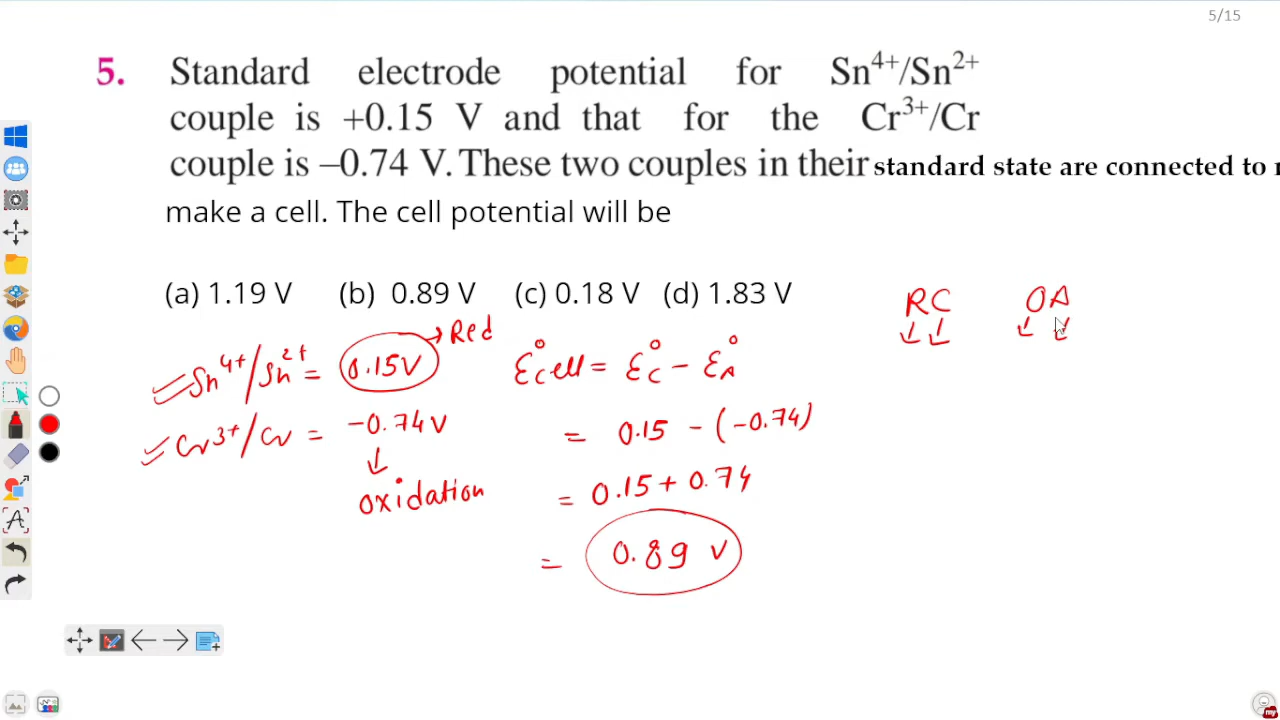 5/15
5. Standard electrode potential for Sn⁴⁺/Sn²⁺
couple is +0.15 V and that for the Cr³⁺/Cr
couple is –0.74 V. These two couples in their standard state are connected to
make a cell. The cell potential will be
(a) 1.19 V (b) 0.89 V (c) 0.18 V (d) 1.83 V
RC OA
Sn⁴⁺/Sn²⁺ = 0.15V → Red
Cr³⁺/Cr = -0.74V
↓
oxidation
E°cell = E°C - E°A
= 0.15 - (-0.74)
= 0.15 + 0.74
= 0.89 V